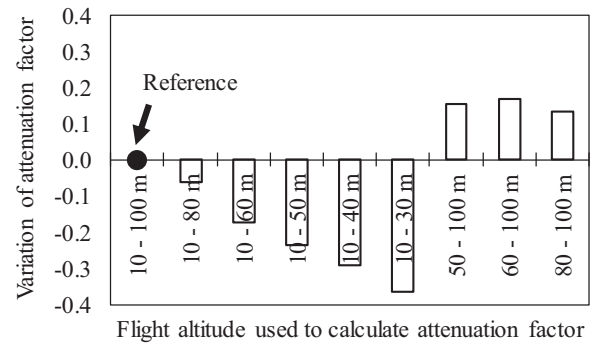 Variation of attenuation factor
0.4
0.3
0.2
0.1
0.0
-0.1
-0.2
-0.3
-0.4
Reference
10 - 100 m
10 - 80 m
10 - 60 m
10 - 50 m
10 - 40 m
10 - 30 m
50 - 100 m
60 - 100 m
80 - 100 m
Flight altitude used to calculate attenuation factor